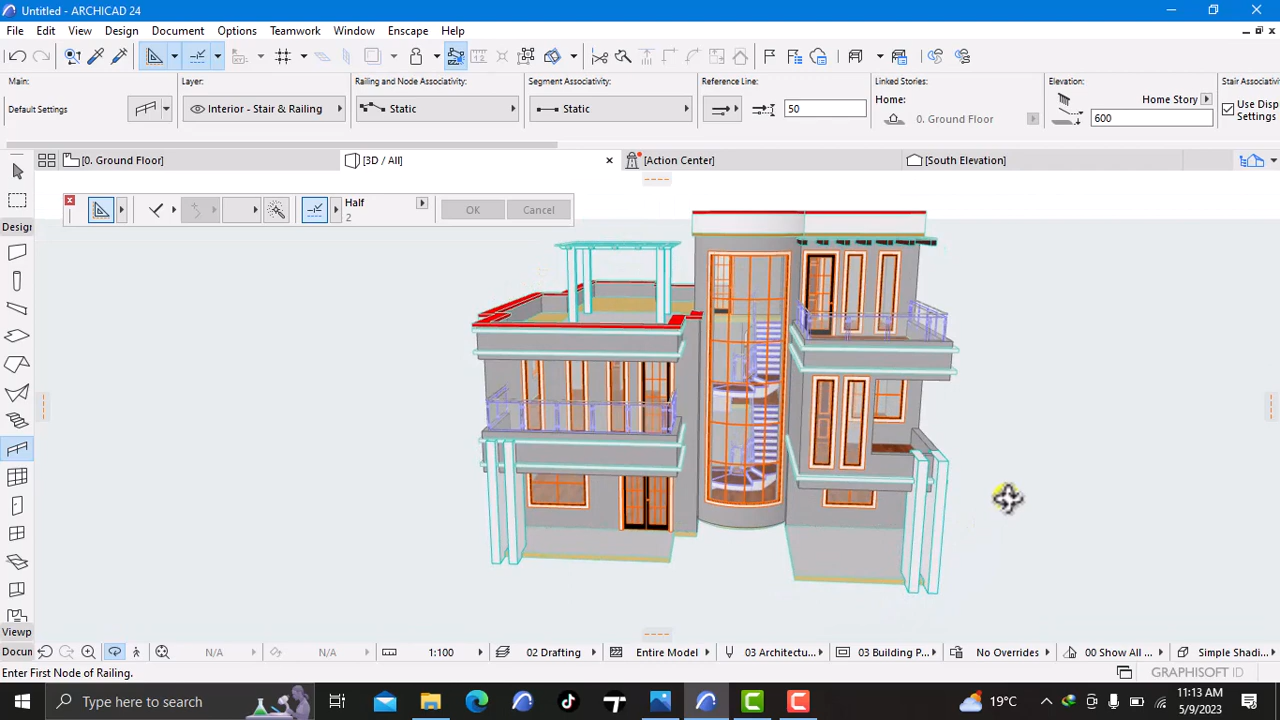 Untitled - ARCHICAD 24
File Edit View Design Document Options Teamwork Window Enscape Help
Main: Layer: Railing and Node Associativity: Segment Associativity: Reference Line: Linked Stories: Elevation: Stair Associati
Default Settings Interior - Stair & Railing Static Static 50 Home: 0. Ground Floor Home Story 600 Use Disp Settings
[0. Ground Floor] [3D / All] [Action Center] [South Elevation]
Half
2
OK Cancel
Design
Viewp
Docun
N/A N/A 1:100 02 Drafting Entire Model 03 Architectu... 03 Building P... No Overrides 00 Show All ... Simple Shadi...
Enter First Node of Railing.
GRAPHISOFT ID
Type here to search
19°C
11:13 AM
5/9/2023